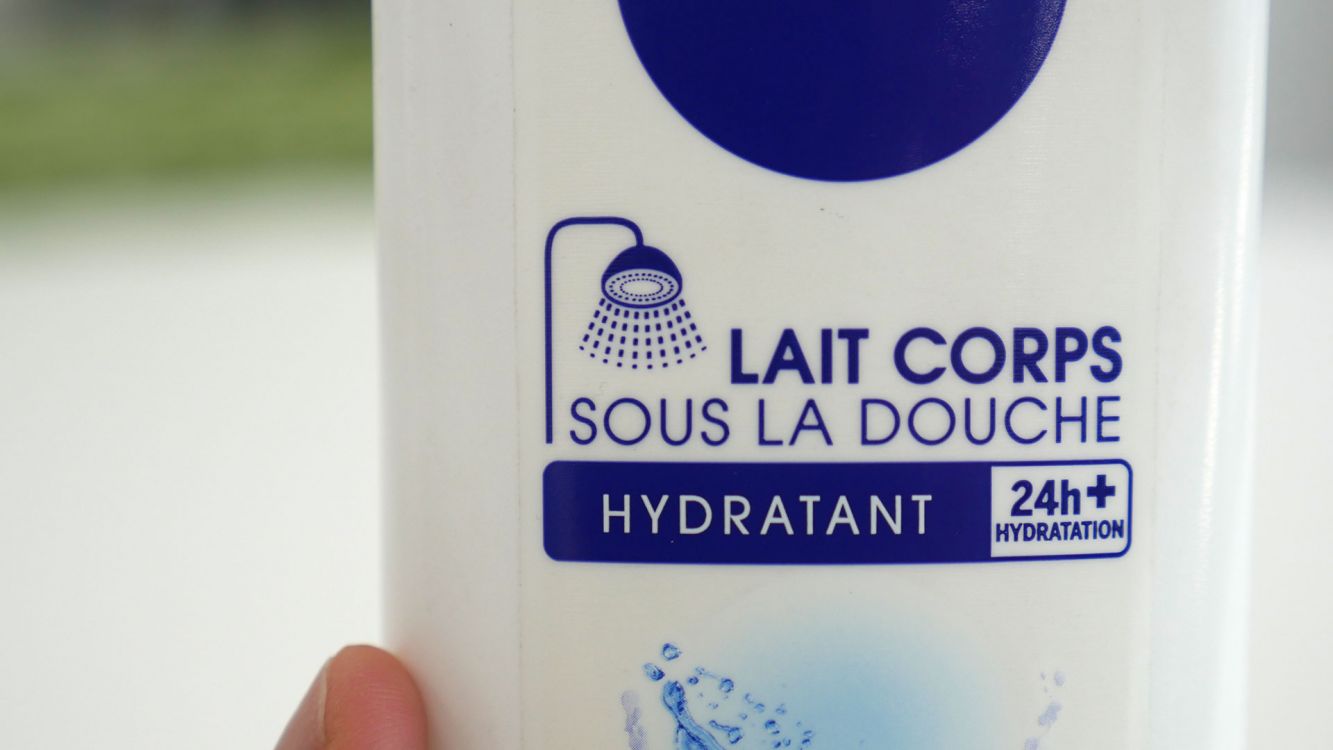 LAIT CORPS
SOUS LA DOUCHE
HYDRATANT
24h+
HYDRATATION